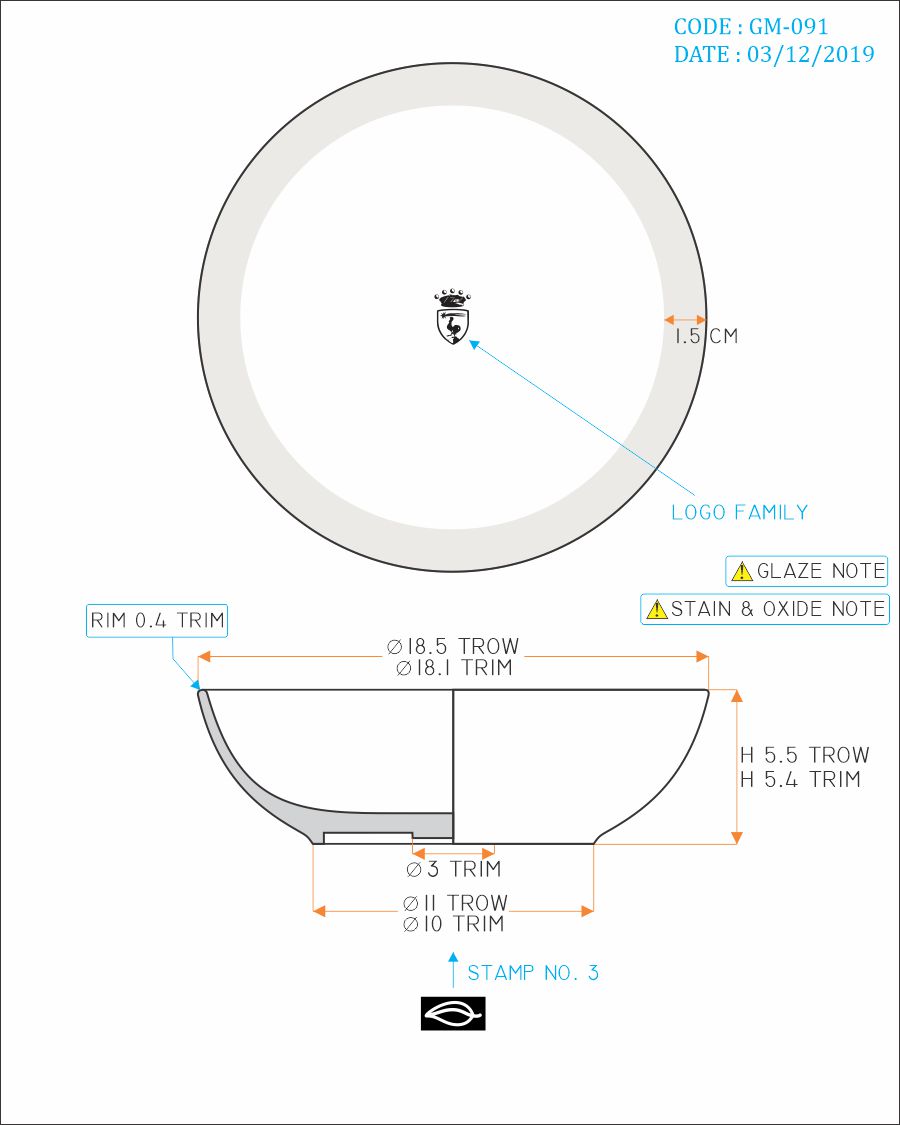 CODE : GM-091
DATE : 03/12/2019
1.5 CM
LOGO FAMILY
GLAZE NOTE
STAIN & OXIDE NOTE
RIM 0.4 TRIM
∅18.5 TROW
∅18.1 TRIM
H 5.5 TROW
H 5.4 TRIM
∅3 TRIM
∅11 TROW
∅10 TRIM
STAMP NO. 3